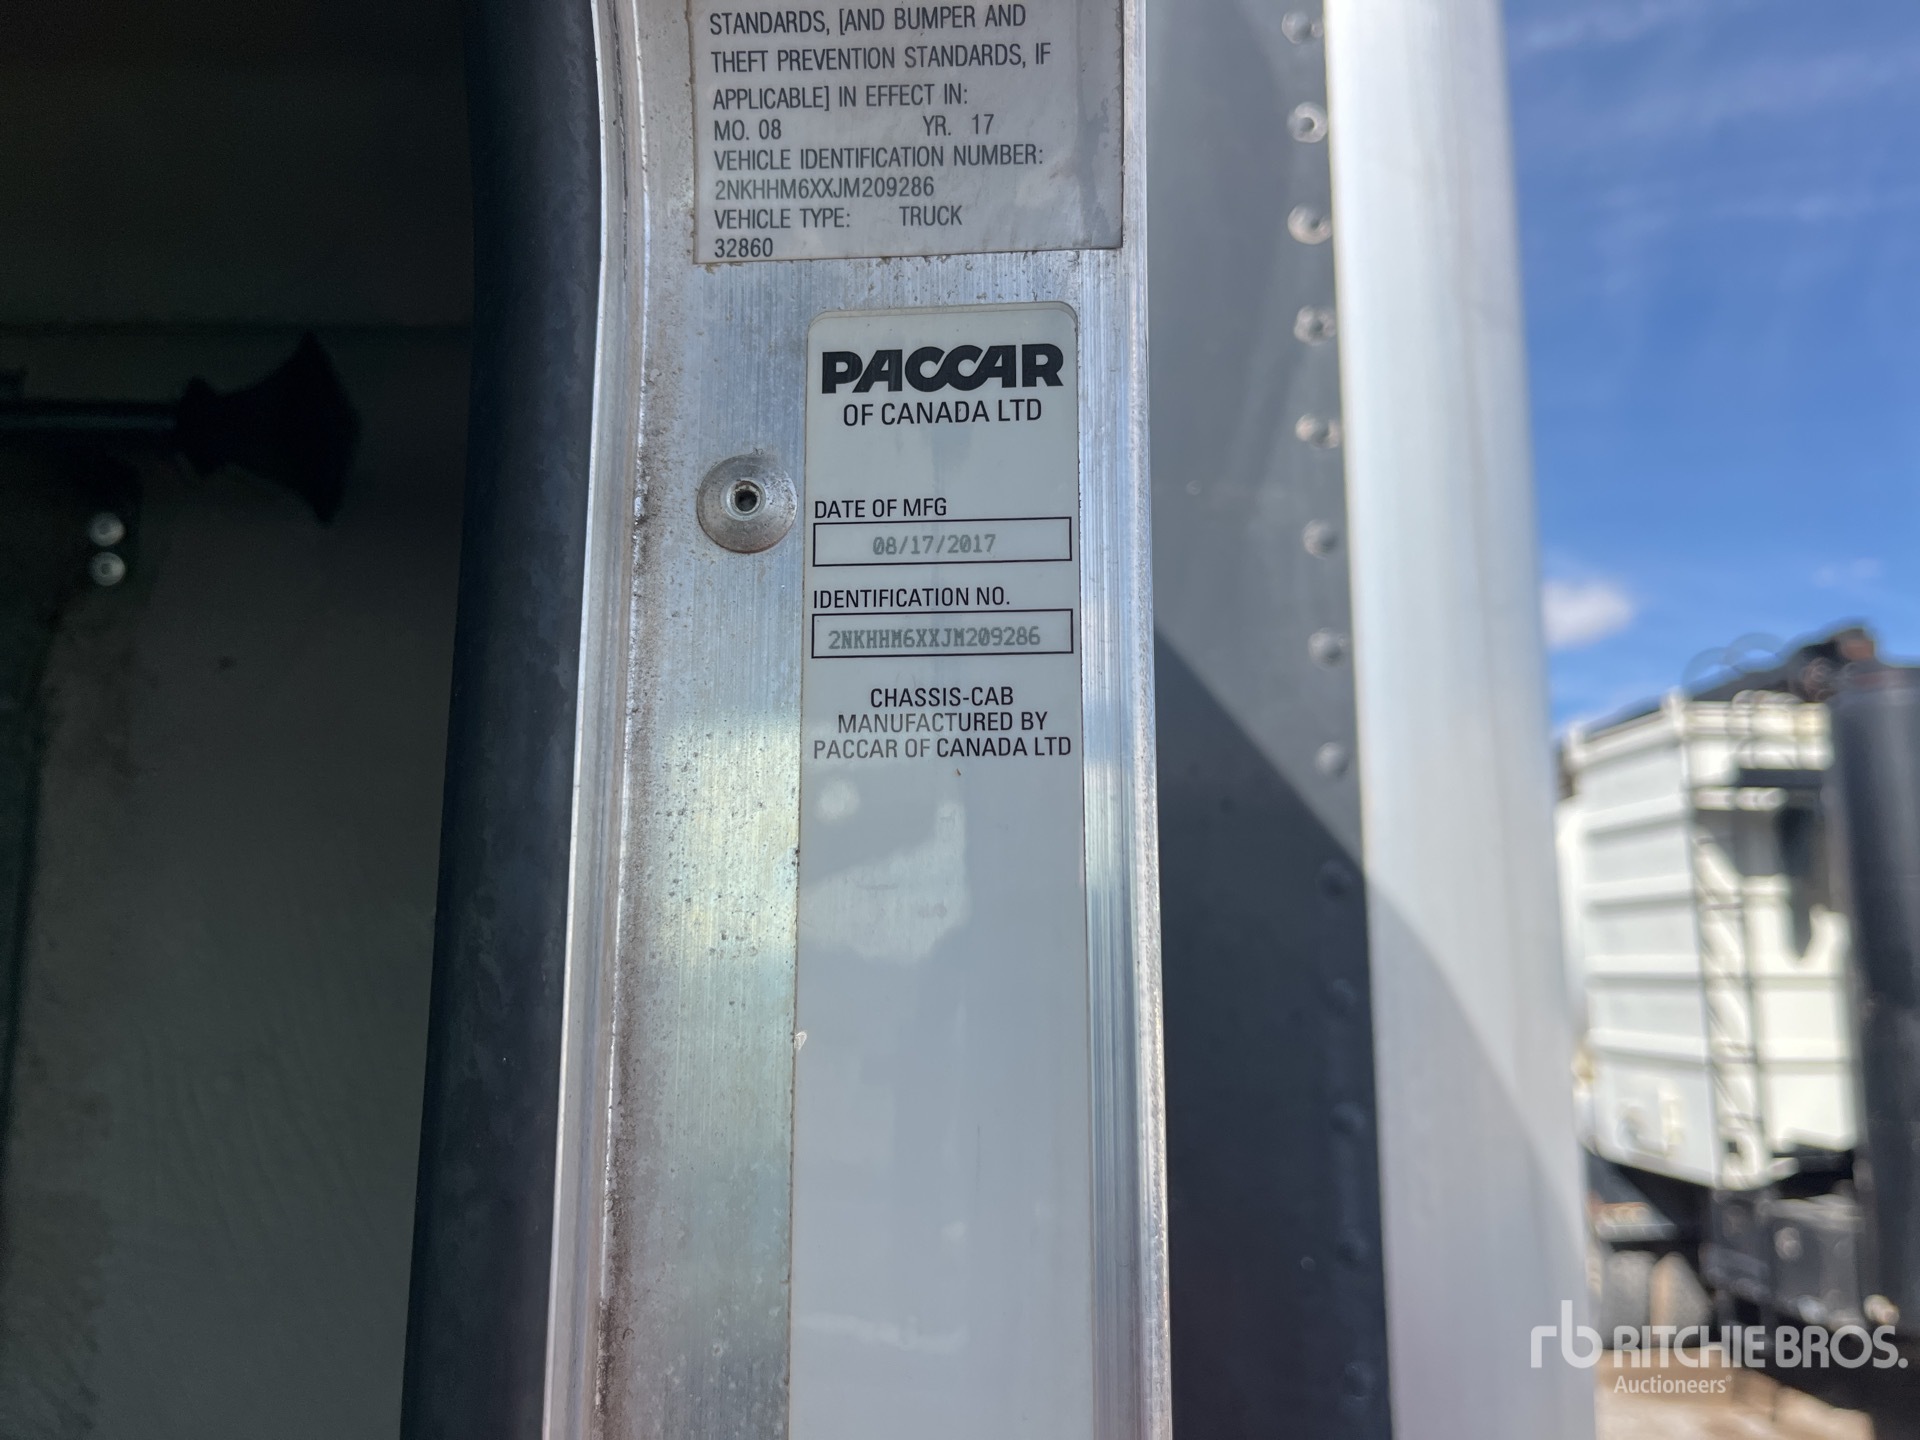 STANDARDS, [AND BUMPER AND
THEFT PREVENTION STANDARDS, IF
APPLICABLE] IN EFFECT IN:
MO. 08 YR. 17
VEHICLE IDENTIFICATION NUMBER:
2NKHHM6XXJM209286
VEHICLE TYPE: TRUCK
32860
PACCAR
OF CANADA LTD
DATE OF MFG
08/17/2017
IDENTIFICATION NO.
2NKHHM6XXJM209286
CHASSIS-CAB
MANUFACTURED BY
PACCAR OF CANADA LTD
rb RITCHIE BROS.
Auctioneers